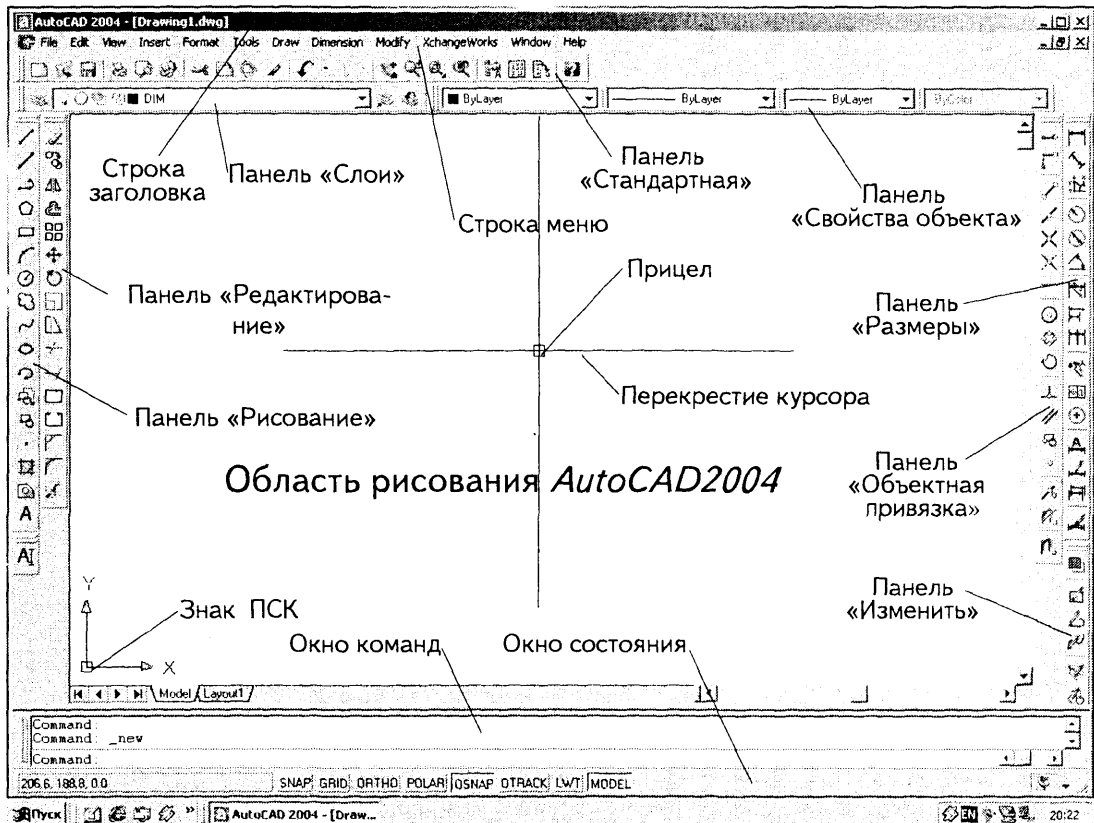 AutoCAD 2004 - [Drawing1.dwg]
File Edit View Insert Format Tools Draw Dimension Modify XchangeWorks Window Help
DIM ByLayer ByLayer ByLayer ByColor
Строка
заголовка
Панель «Слои»
Панель
«Стандартная»
Панель
«Свойства объекта»
Строка меню
Прицел
Панель «Редактирова-
ние»
Панель
«Размеры»
Перекрестие курсора
Панель «Рисование»
Область рисования AutoCAD2004
Панель
«Объектная
привязка»
A
AI
Y
Знак ПСК
X
Окно команд
Окно состояния
Панель
«Изменить»
Model Layout1
Command:
Command: _new
Command:
206.6, 188.8, 0.0 SNAP GRID ORTHO POLAR OSNAP OTRACK LWT MODEL
Пуск » AutoCAD 2004 - [Draw... EN 20:22